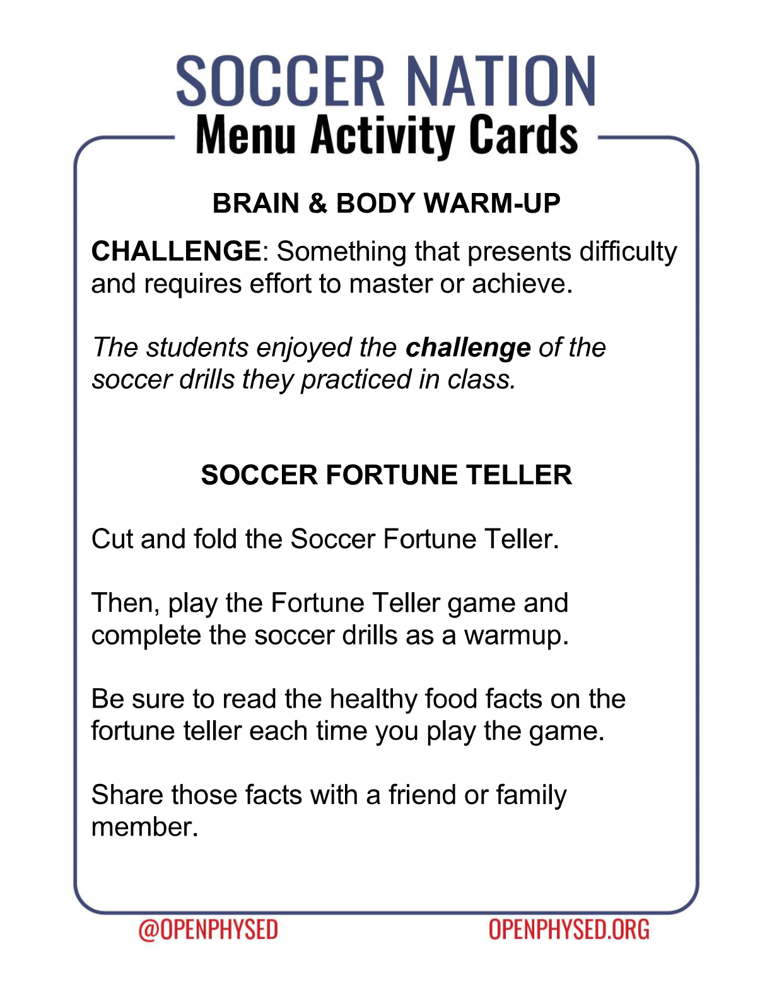 SOCCER NATION
Menu Activity Cards
BRAIN & BODY WARM-UP
CHALLENGE: Something that presents difficulty
and requires effort to master or achieve.
The students enjoyed the challenge of the
soccer drills they practiced in class.
SOCCER FORTUNE TELLER
Cut and fold the Soccer Fortune Teller.
Then, play the Fortune Teller game and
complete the soccer drills as a warmup.
Be sure to read the healthy food facts on the
fortune teller each time you play the game.
Share those facts with a friend or family
member.
@OPENPHYSED OPENPHYSED.ORG